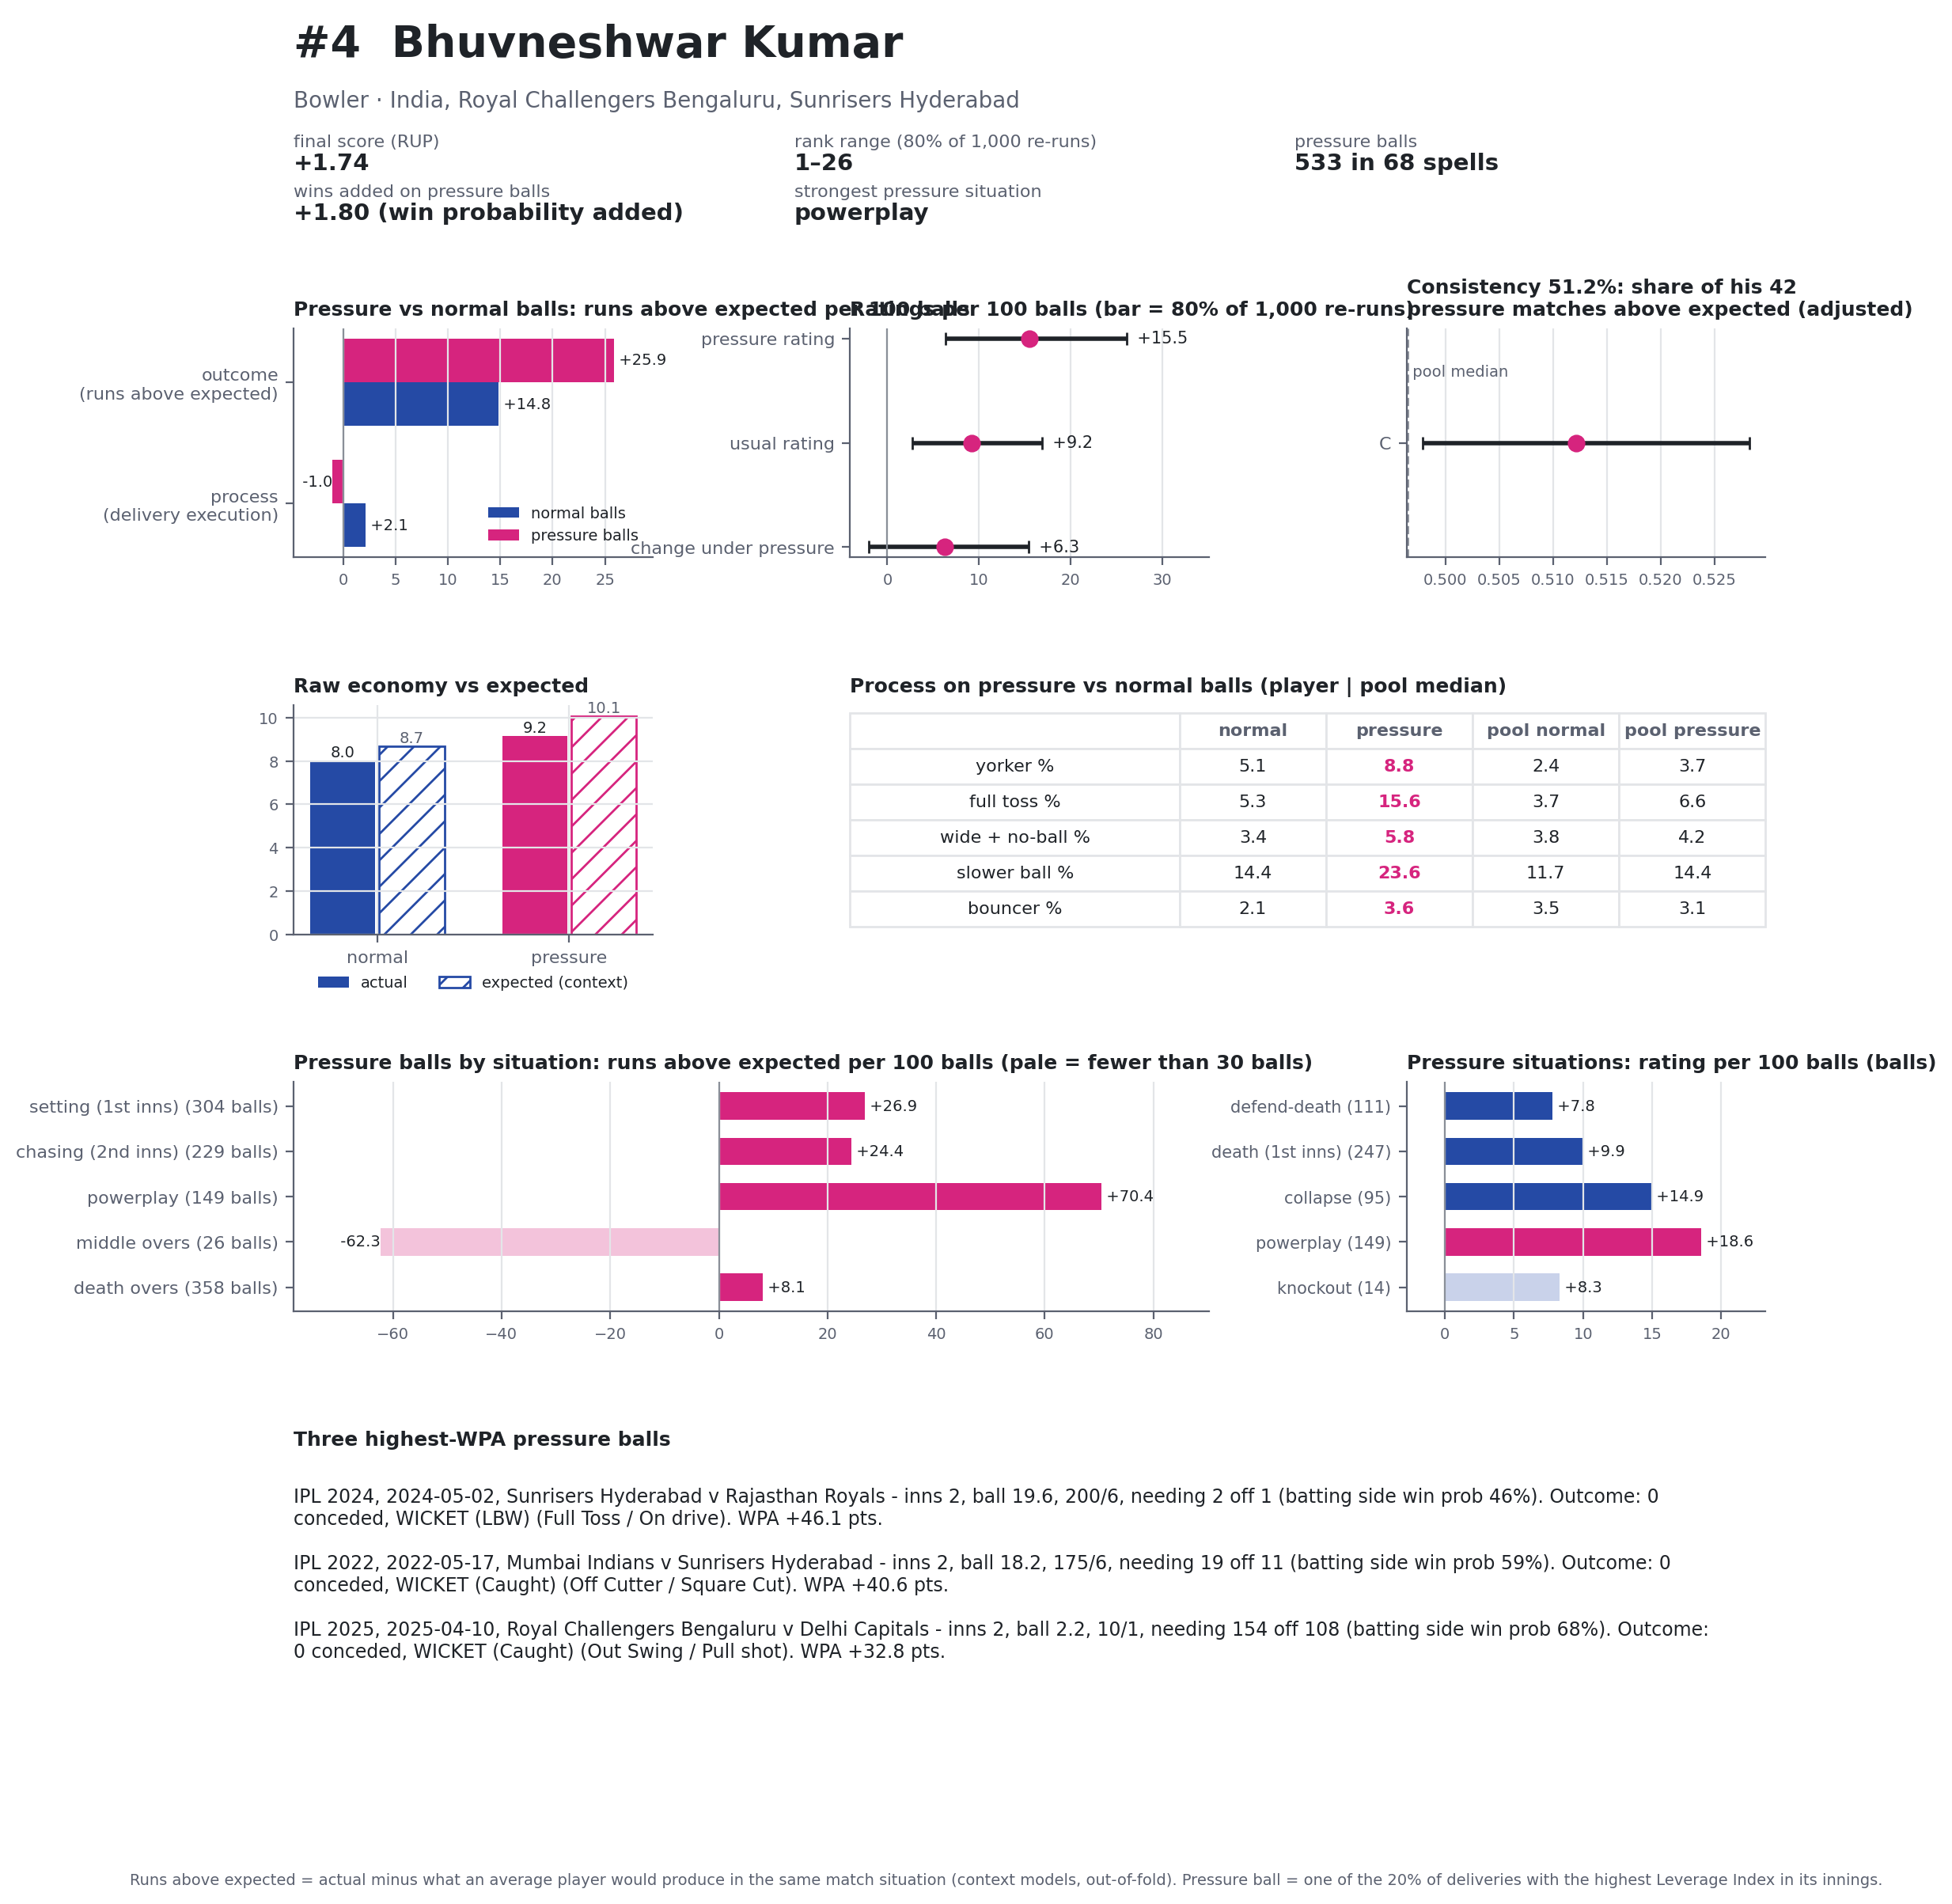 #4 Bhuvneshwar Kumar
Bowler · India, Royal Challengers Bengaluru, Sunrisers Hyderabad
final score (RUP)
+1.74
rank range (80% of 1,000 re-runs)
1–26
pressure balls
533 in 68 spells
wins added on pressure balls
+1.80 (win probability added)
strongest pressure situation
powerplay
Pressure vs normal balls: runs above expected per 100 balls
+25.9
outcome
(runs above expected)
+14.8
-1.0
process
(delivery execution)
+2.1
normal balls
pressure balls
0 5 10 15 20 25
Ratings per 100 balls (bar = 80% of 1,000 re-runs)
pressure rating
+15.5
usual rating
+9.2
change under pressure
+6.3
0 10 20 30
Consistency 51.2%: share of his 42
pressure matches above expected (adjusted)
pool median
C
0.500 0.505 0.510 0.515 0.520 0.525
Raw economy vs expected
10
8
6
4
2
0
8.0
8.7
9.2
10.1
normal pressure
actual expected (context)
Process on pressure vs normal balls (player | pool median)
normal pressure pool normal pool pressure
yorker % 5.1 8.8 2.4 3.7
full toss % 5.3 15.6 3.7 6.6
wide + no-ball % 3.4 5.8 3.8 4.2
slower ball % 14.4 23.6 11.7 14.4
bouncer % 2.1 3.6 3.5 3.1
Pressure balls by situation: runs above expected per 100 balls (pale = fewer than 30 balls)
setting (1st inns) (304 balls) +26.9
chasing (2nd inns) (229 balls) +24.4
powerplay (149 balls) +70.4
middle overs (26 balls) -62.3
death overs (358 balls) +8.1
−60 −40 −20 0 20 40 60 80
Pressure situations: rating per 100 balls (balls)
defend-death (111) +7.8
death (1st inns) (247) +9.9
collapse (95) +14.9
powerplay (149) +18.6
knockout (14) +8.3
0 5 10 15 20
Three highest-WPA pressure balls
IPL 2024, 2024-05-02, Sunrisers Hyderabad v Rajasthan Royals - inns 2, ball 19.6, 200/6, needing 2 off 1 (batting side win prob 46%). Outcome: 0
conceded, WICKET (LBW) (Full Toss / On drive). WPA +46.1 pts.
IPL 2022, 2022-05-17, Mumbai Indians v Sunrisers Hyderabad - inns 2, ball 18.2, 175/6, needing 19 off 11 (batting side win prob 59%). Outcome: 0
conceded, WICKET (Caught) (Off Cutter / Square Cut). WPA +40.6 pts.
IPL 2025, 2025-04-10, Royal Challengers Bengaluru v Delhi Capitals - inns 2, ball 2.2, 10/1, needing 154 off 108 (batting side win prob 68%). Outcome:
0 conceded, WICKET (Caught) (Out Swing / Pull shot). WPA +32.8 pts.
Runs above expected = actual minus what an average player would produce in the same match situation (context models, out-of-fold). Pressure ball = one of the 20% of deliveries with the highest Leverage Index in its innings.